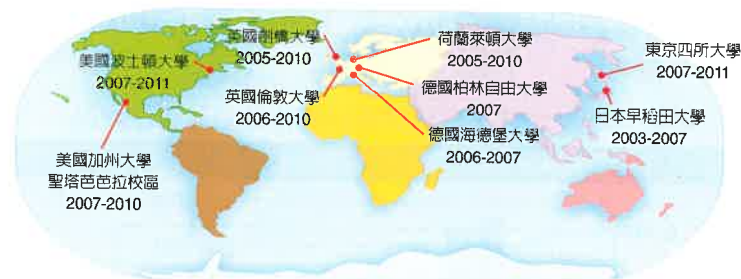 英國劍橋大學
2005-2010
荷蘭萊頓大學
2005-2010
東京四所大學
2007-2011
美國波士頓大學
2007-2011
英國倫敦大學
2006-2010
德國柏林自由大學
2007
日本早稻田大學
2003-2007
德國海德堡大學
2006-2007
美國加州大學
聖塔芭芭拉校區
2007-2010